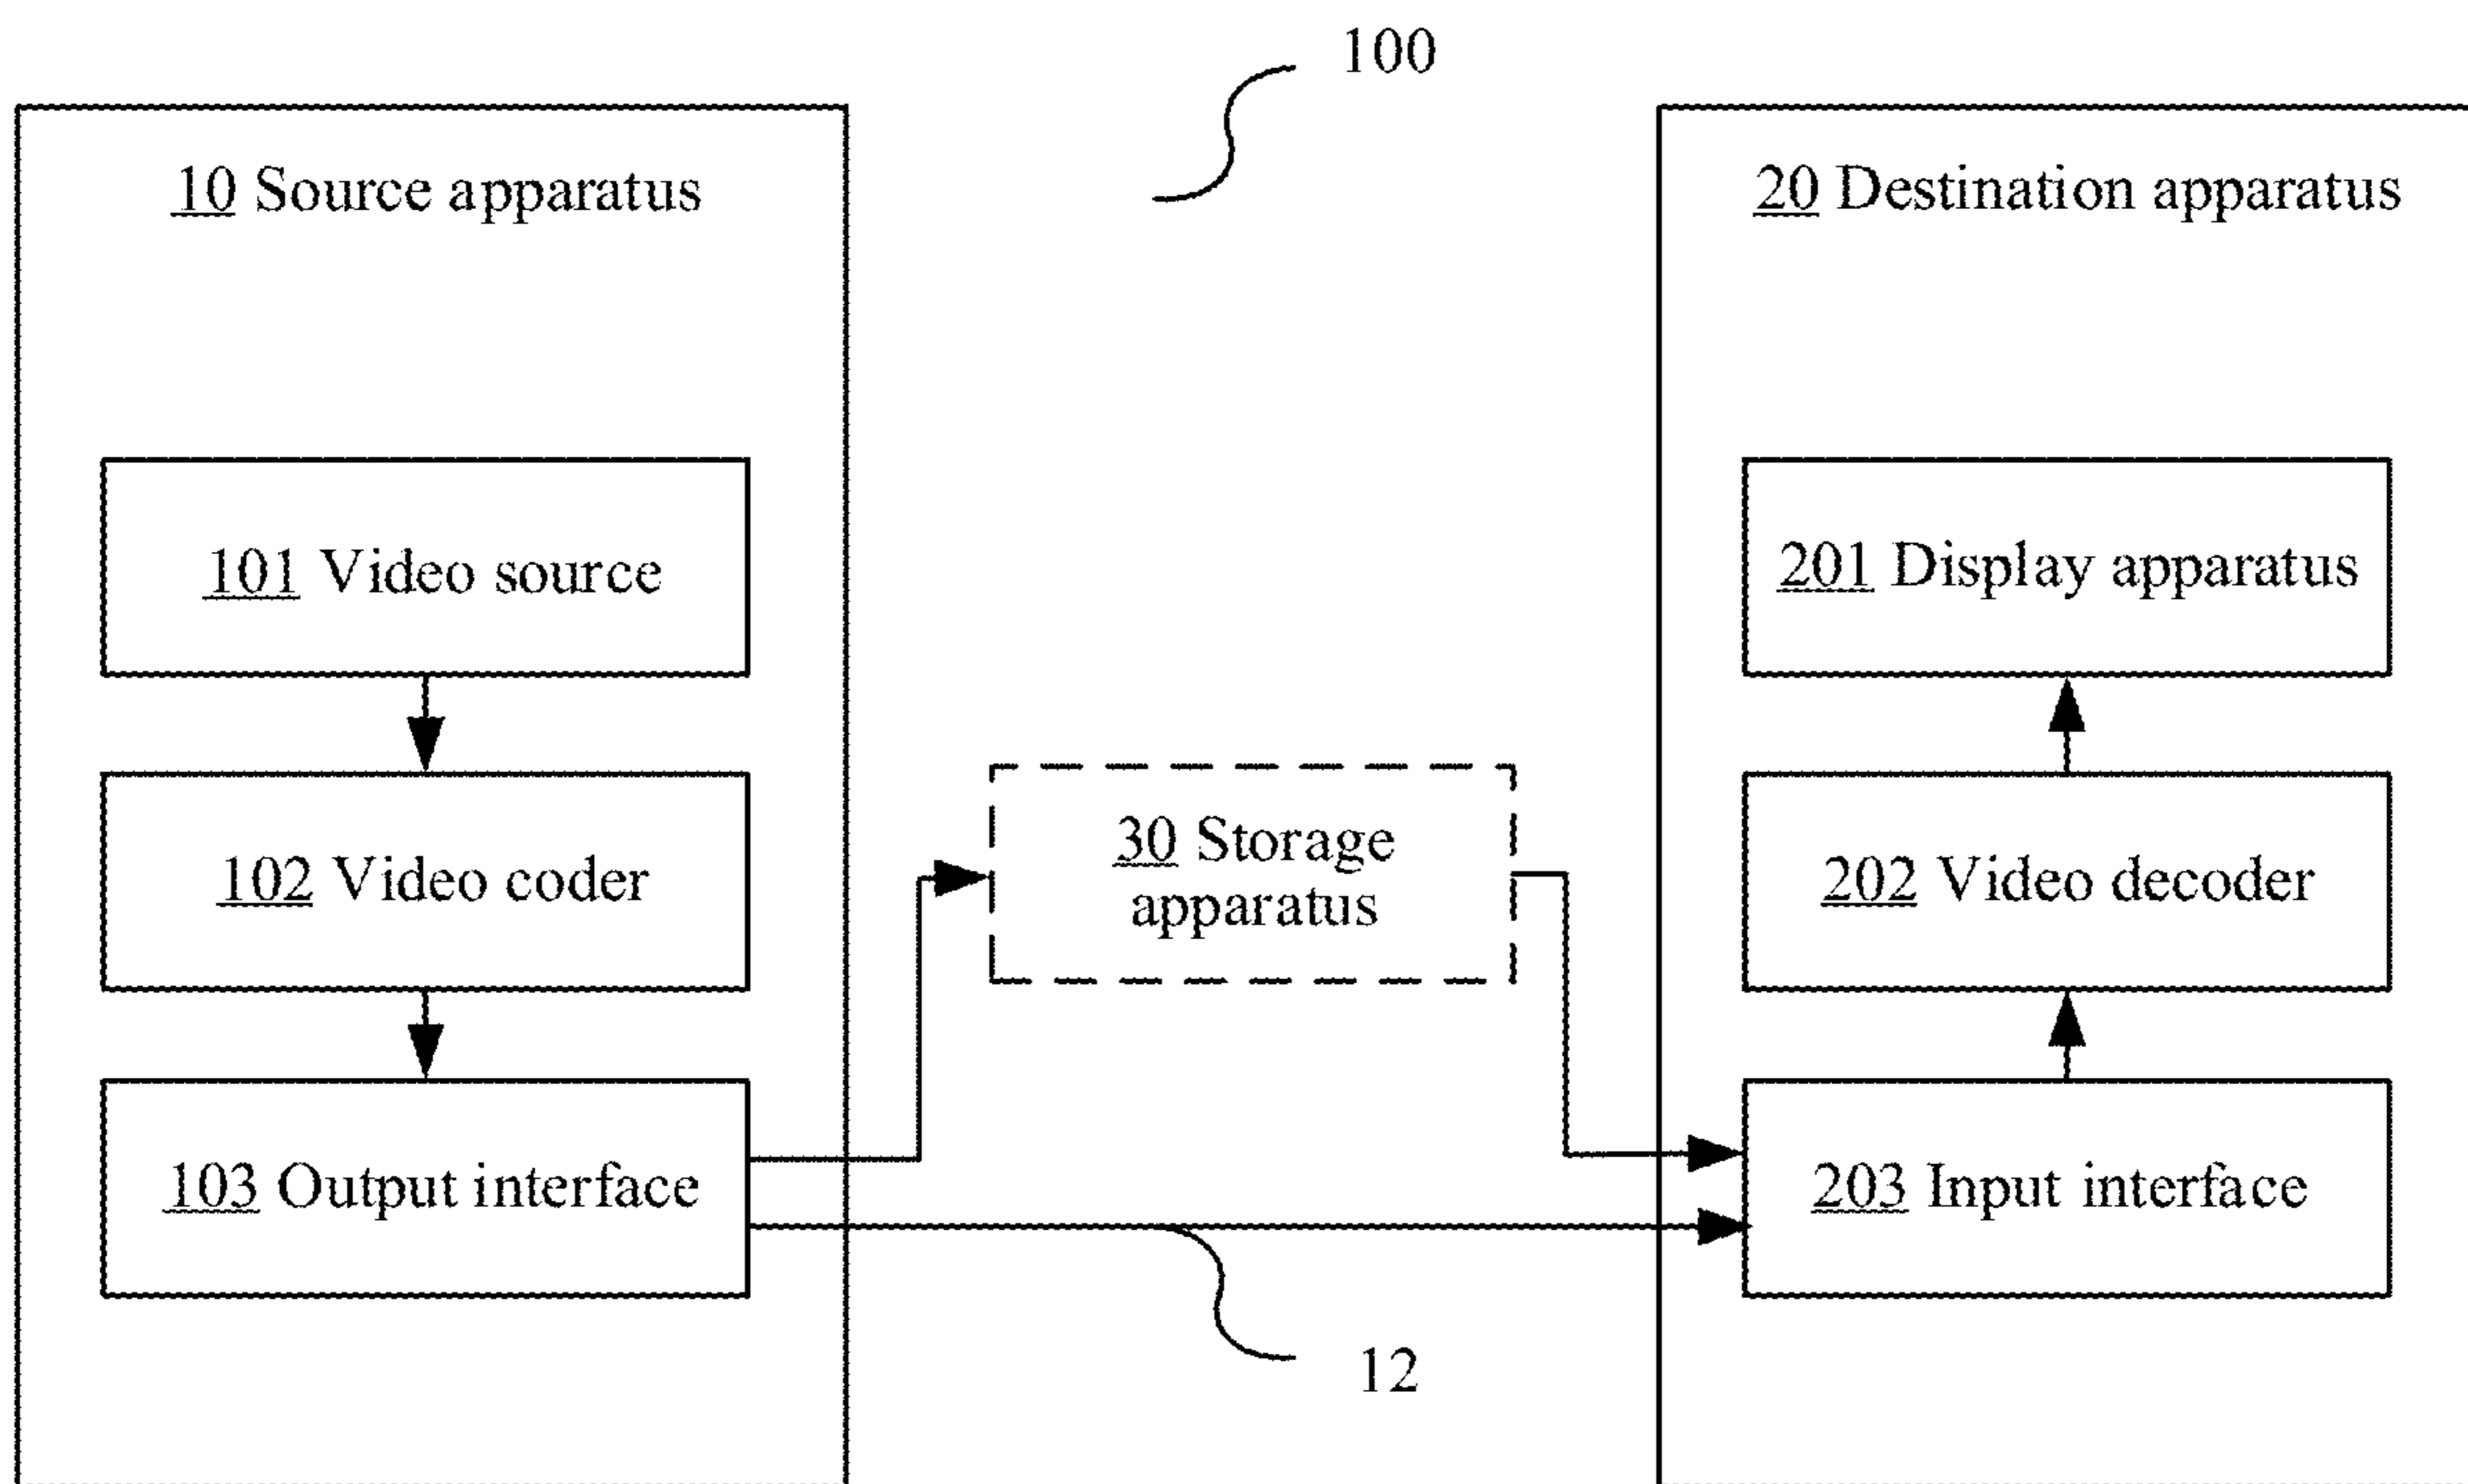 100
10 Source apparatus
20 Destination apparatus
101 Video source
201 Display apparatus
102 Video coder
30 Storage
apparatus
202 Video decoder
103 Output interface
203 Input interface
12